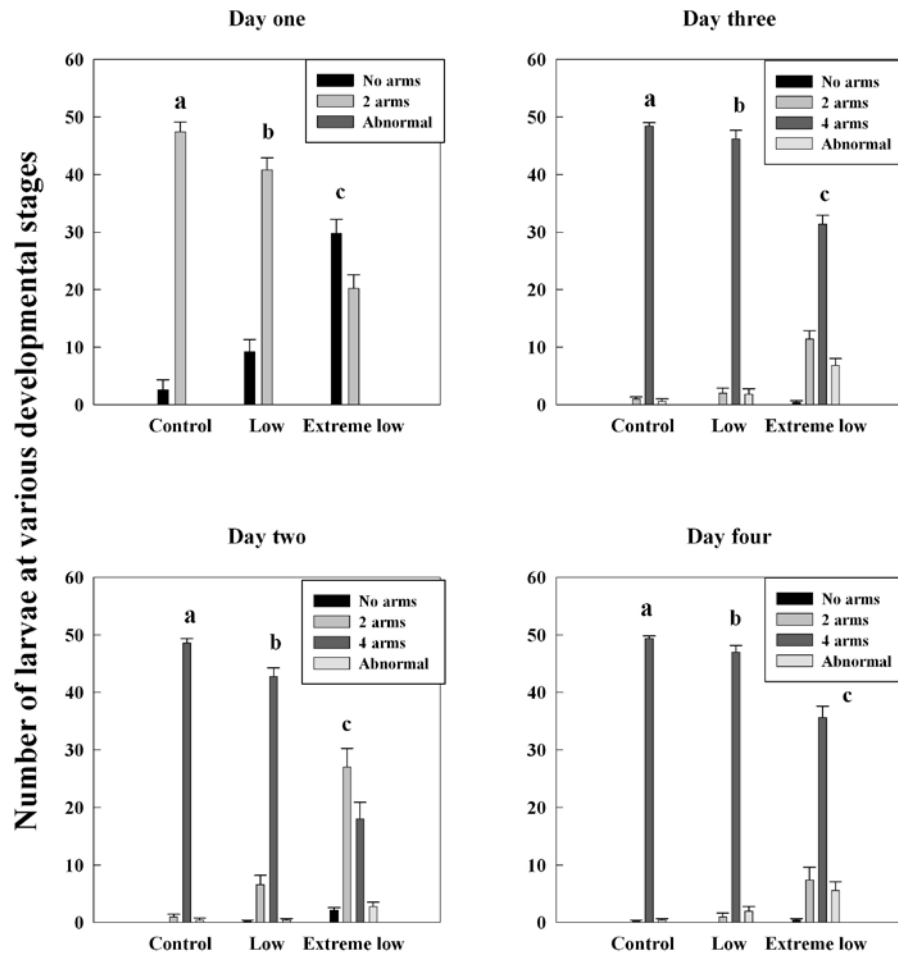 Number of larvae at various developmental stages
Day one
60
50
40
30
20
10
0
a
b
c
No arms
2 arms
Abnormal
Control Low Extreme low
Day three
60
50
40
30
20
10
0
a
b
c
No arms
2 arms
4 arms
Abnormal
Control Low Extreme low
Day two
60
50
40
30
20
10
0
a
b
c
No arms
2 arms
4 arms
Abnormal
Control Low Extreme low
Day four
60
50
40
30
20
10
0
a
b
c
No arms
2 arms
4 arms
Abnormal
Control Low Extreme low